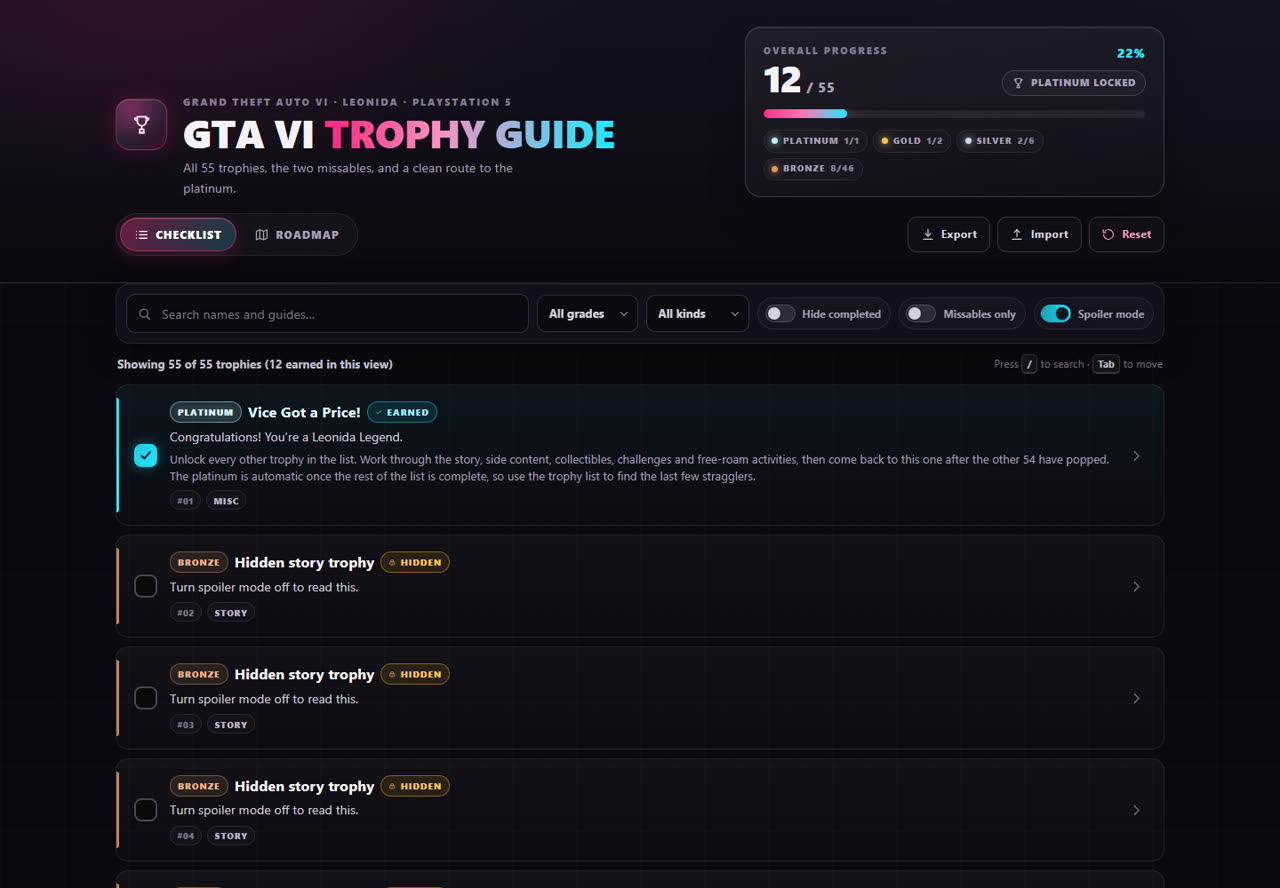 OVERALL PROGRESS
22%
12 / 55
PLATINUM LOCKED
PLATINUM 1/1
GOLD 1/2
SILVER 2/6
BRONZE 8/46
GRAND THEFT AUTO VI · LEONIDA · PLAYSTATION 5
GTA VI TROPHY GUIDE
All 55 trophies, the two missables, and a clean route to the
platinum.
CHECKLIST
ROADMAP
Export
Import
Reset
Search names and guides...
All grades
All kinds
Hide completed
Missables only
Spoiler mode
Showing 55 of 55 trophies (12 earned in this view)
Press / to search · Tab to move
PLATINUM Vice Got a Price! ✓ EARNED
Congratulations! You're a Leonida Legend.
Unlock every other trophy in the list. Work through the story, side content, collectibles, challenges and free-roam activities, then come back to this one after the other 54 have popped.
The platinum is automatic once the rest of the list is complete, so use the trophy list to find the last few stragglers.
#01 MISC
BRONZE Hidden story trophy HIDDEN
Turn spoiler mode off to read this.
#02 STORY
BRONZE Hidden story trophy HIDDEN
Turn spoiler mode off to read this.
#03 STORY
BRONZE Hidden story trophy HIDDEN
Turn spoiler mode off to read this.
#04 STORY